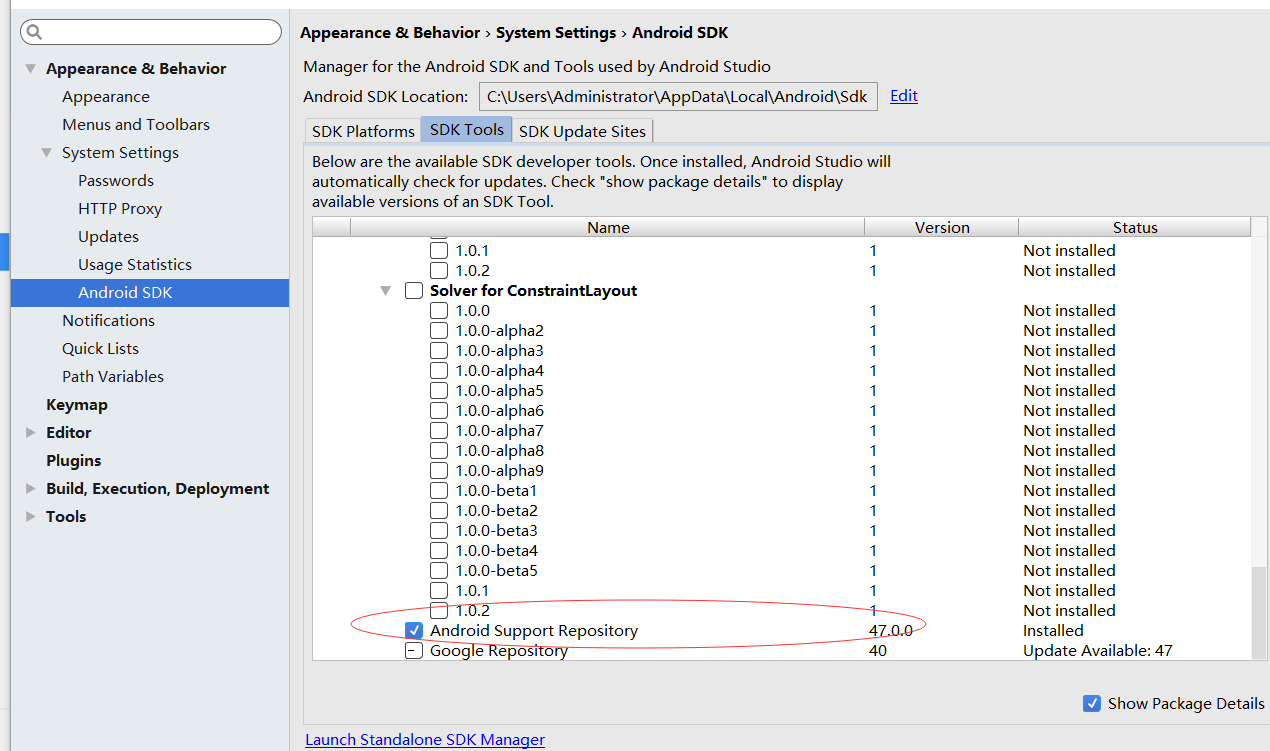 Appearance & Behavior
Appearance
Menus and Toolbars
System Settings
Passwords
HTTP Proxy
Updates
Usage Statistics
Android SDK
Notifications
Quick Lists
Path Variables
Keymap
Editor
Plugins
Build, Execution, Deployment
Tools
Appearance & Behavior › System Settings › Android SDK
Manager for the Android SDK and Tools used by Android Studio
Android SDK Location: C:\Users\Administrator\AppData\Local\Android\Sdk Edit
SDK Platforms SDK Tools SDK Update Sites
Below are the available SDK developer tools. Once installed, Android Studio will
automatically check for updates. Check "show package details" to display
available versions of an SDK Tool.
Name Version Status
1.0.1 1 Not installed
1.0.2 1 Not installed
Solver for ConstraintLayout
1.0.0 1 Not installed
1.0.0-alpha2 1 Not installed
1.0.0-alpha3 1 Not installed
1.0.0-alpha4 1 Not installed
1.0.0-alpha5 1 Not installed
1.0.0-alpha6 1 Not installed
1.0.0-alpha7 1 Not installed
1.0.0-alpha8 1 Not installed
1.0.0-alpha9 1 Not installed
1.0.0-beta1 1 Not installed
1.0.0-beta2 1 Not installed
1.0.0-beta3 1 Not installed
1.0.0-beta4 1 Not installed
1.0.0-beta5 1 Not installed
1.0.1 1 Not installed
1.0.2 1 Not installed
Android Support Repository 47.0.0 Installed
Google Repository 40 Update Available: 47
Show Package Details
Launch Standalone SDK Manager